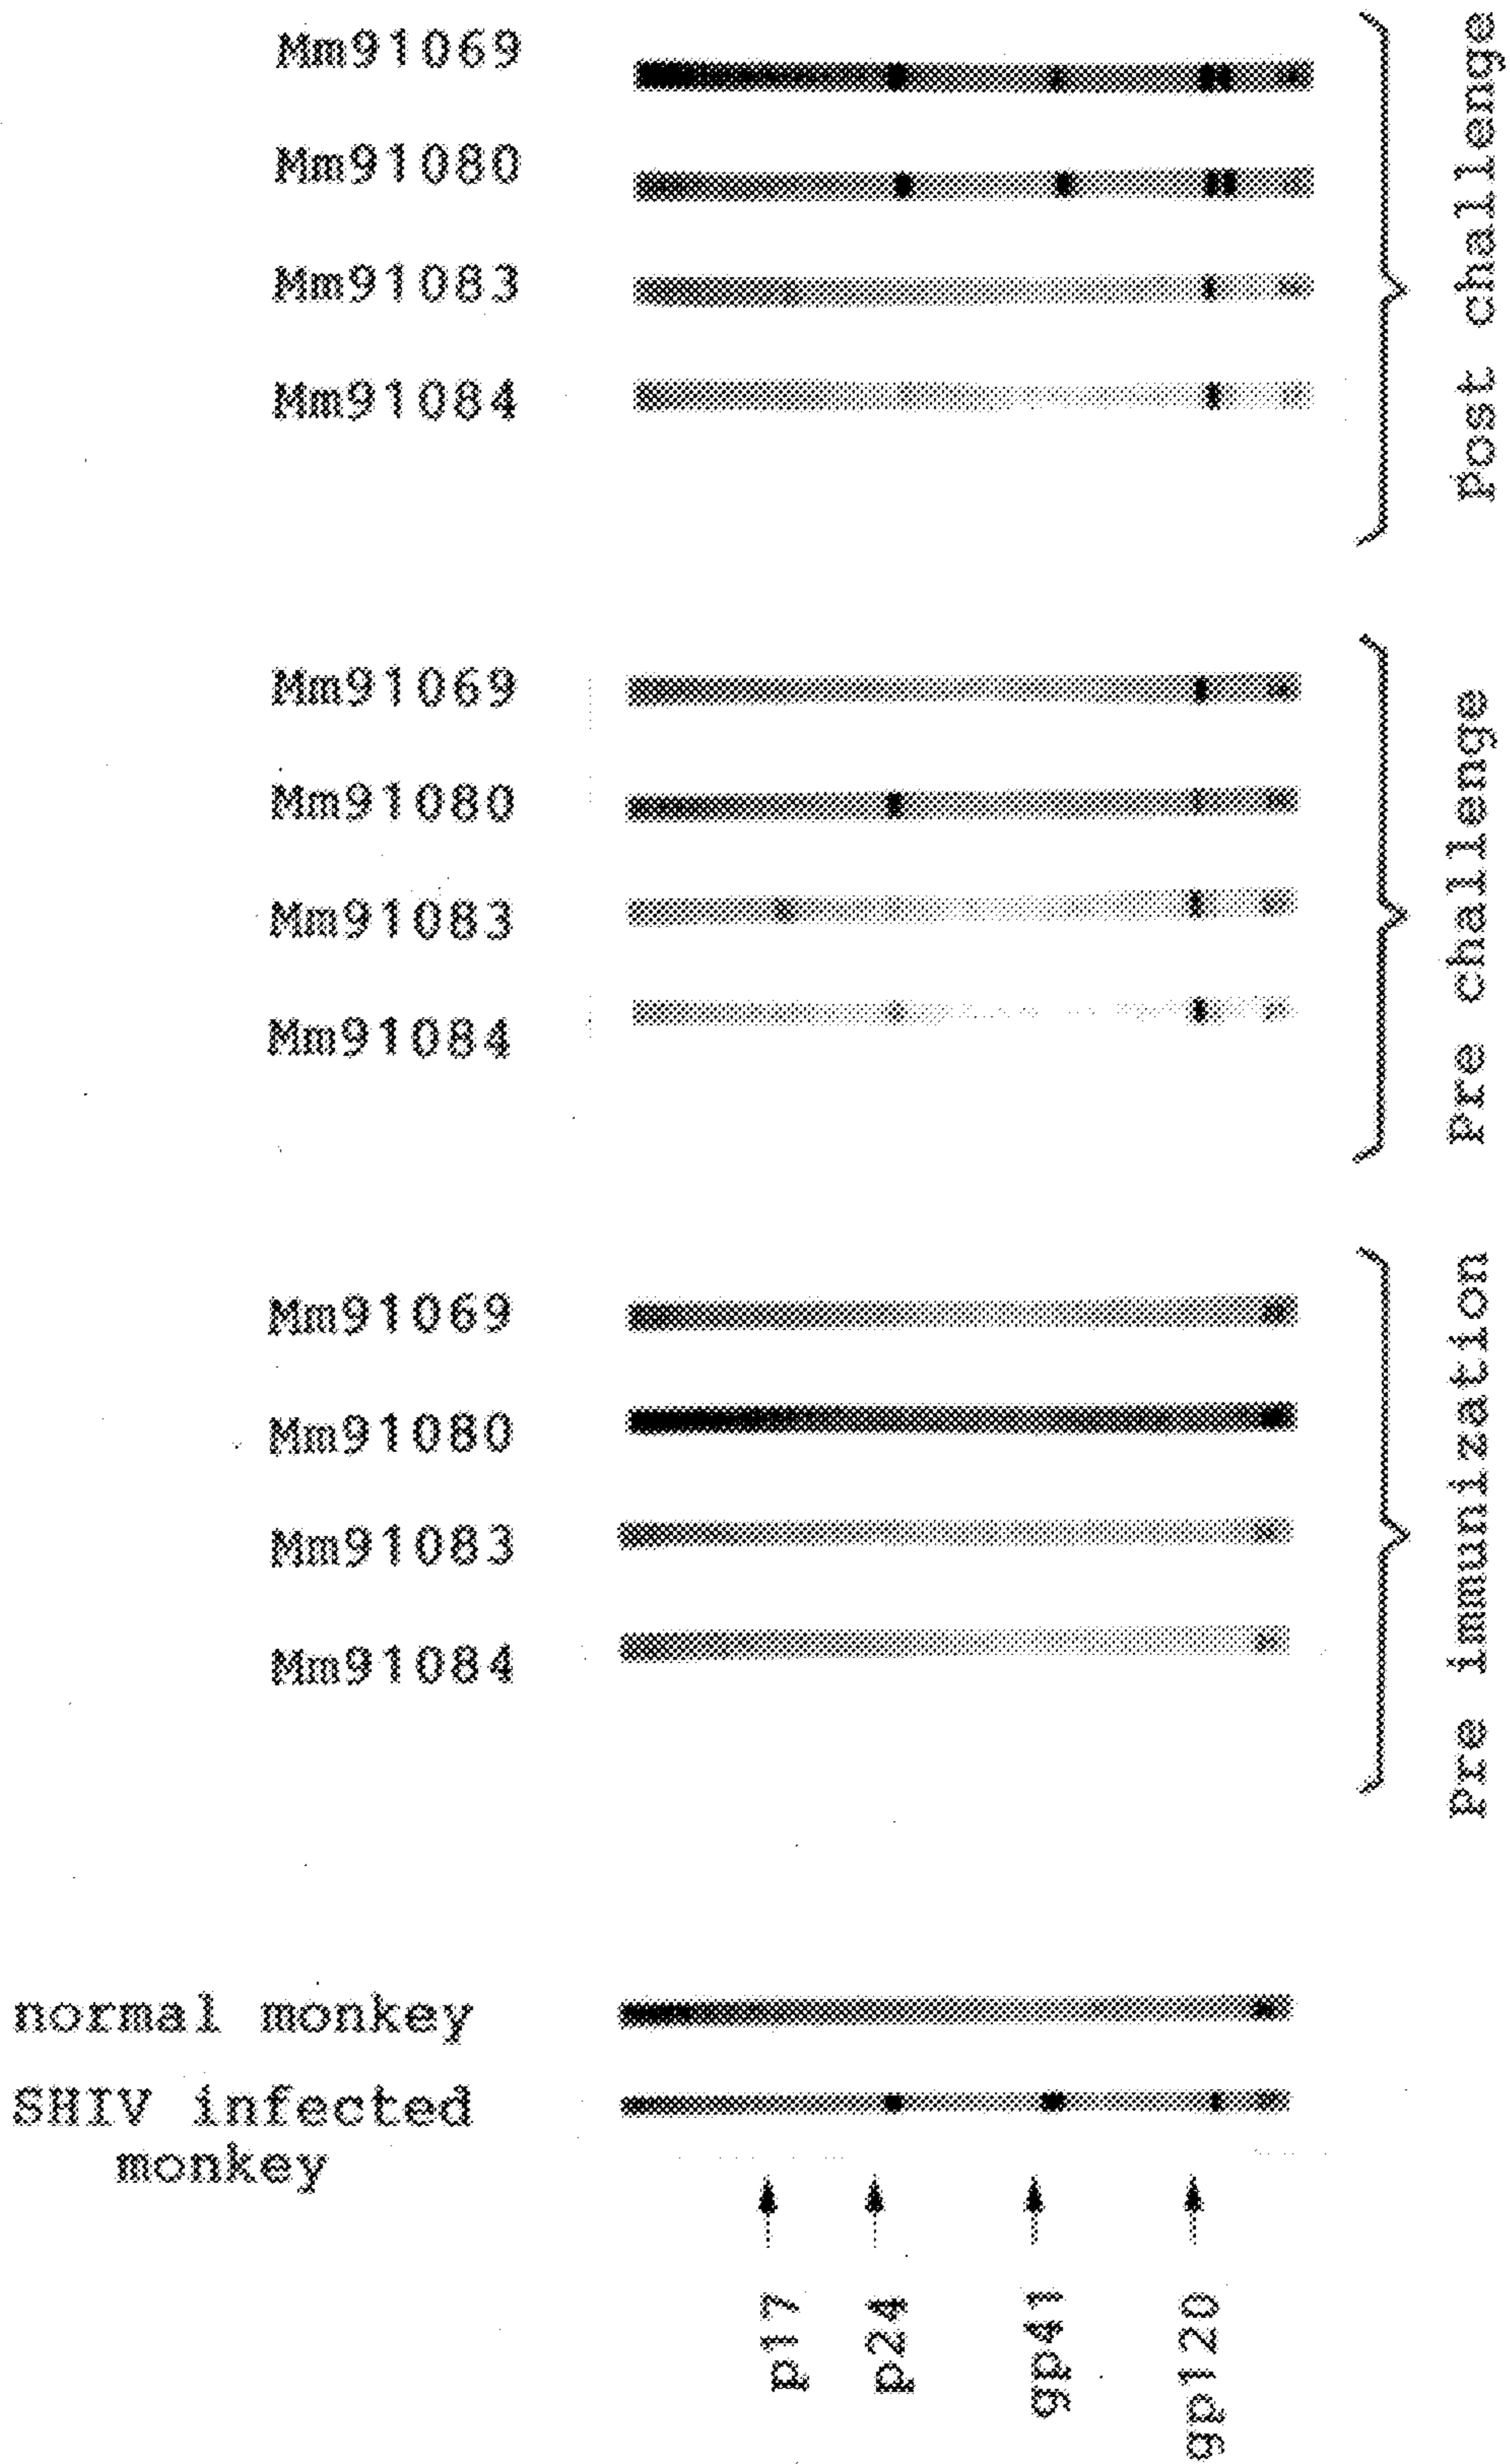 Mm91069
Mm91080
Mm91083
Mm91084
Post challenge
Mm91069
Mm91080
Mm91083
Mm91084
Pre challenge
Mm91069
Mm91080
Mm91083
Mm91084
Pre immunization
normal monkey
SHIV infected
monkey
p17
p24
gp41
gp120